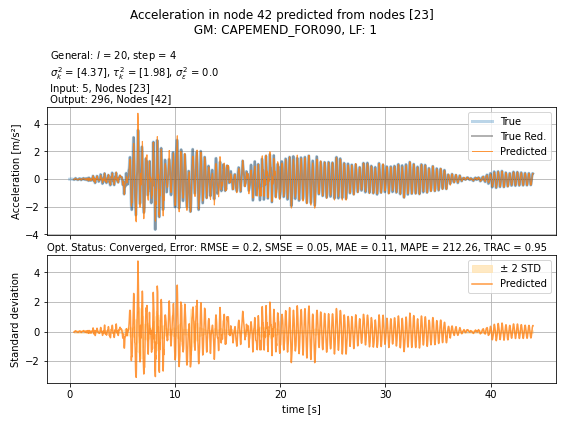 Acceleration in node 42 predicted from nodes [23]
GM: CAPEMEND_FOR090, LF: 1
General: l = 20, step = 4
σ²ₖ = [4.37], τ²ₖ = [1.98], σ²ε = 0.0
Input: 5, Nodes [23]
Output: 296, Nodes [42]
Acceleration [m/s²]
4
2
0
−2
−4
True
True Red.
Predicted
Opt. Status: Converged, Error: RMSE = 0.2, SMSE = 0.05, MAE = 0.11, MAPE = 212.26, TRAC = 0.95
Standard deviation
4
2
0
−2
± 2 STD
Predicted
0 10 20 30 40
time [s]